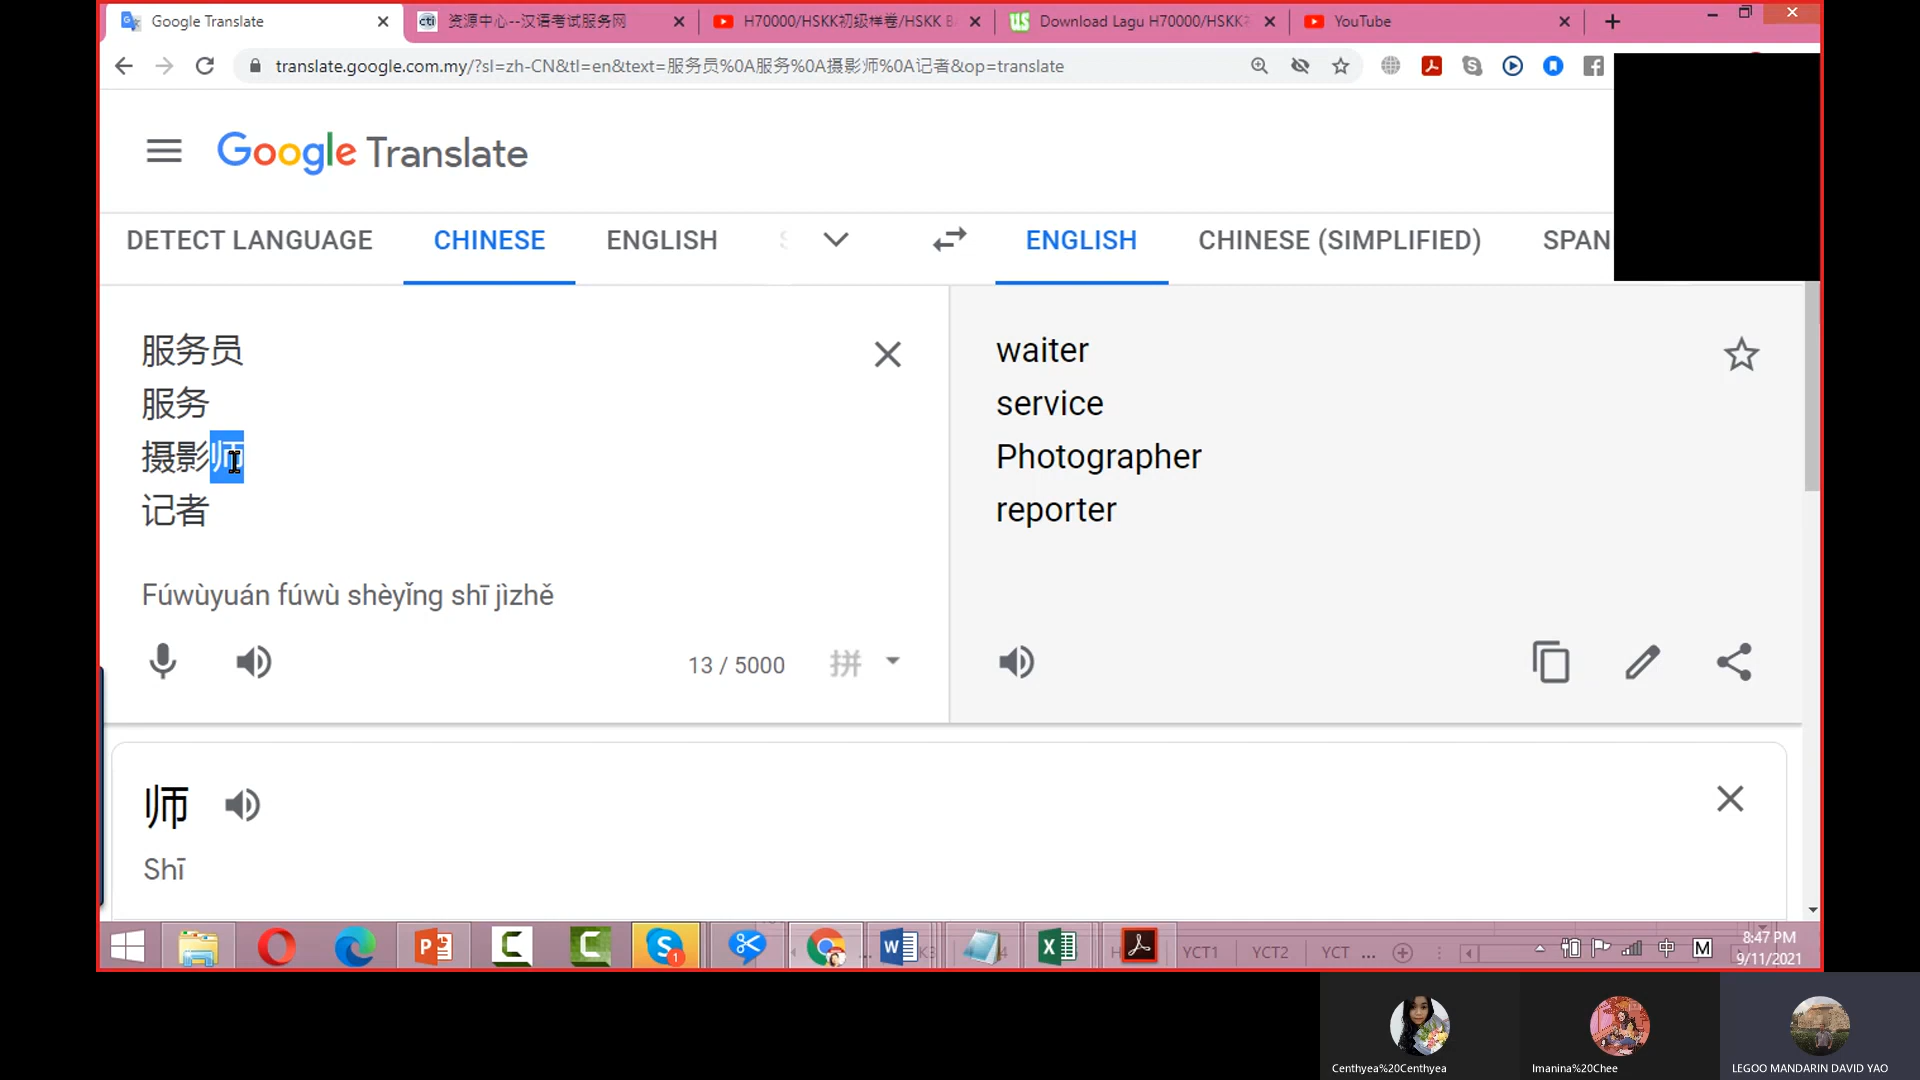 Google Translate
资源中心--汉语考试服务网
H70000/HSKK初级样卷/HSKK B
Download Lagu H70000/HSKK
YouTube
translate.google.com.my/?sl=zh-CN&tl=en&text=服务员%0A服务%0A摄影师%0A记者&op=translate
Google Translate
DETECT LANGUAGE
CHINESE
ENGLISH
ENGLISH
CHINESE (SIMPLIFIED)
SPAN
服务员
服务
摄影师
记者
Fúwùyuán fúwù shèyǐng shī jìzhě
13 / 5000
拼
waiter
service
Photographer
reporter
师
Shī
YCT1
YCT2
YCT ...
中
M
8:47 PM
9/11/2021
Centhyea%20Centhyea
Imanina%20Chee
LEGOO MANDARIN DAVID YAO